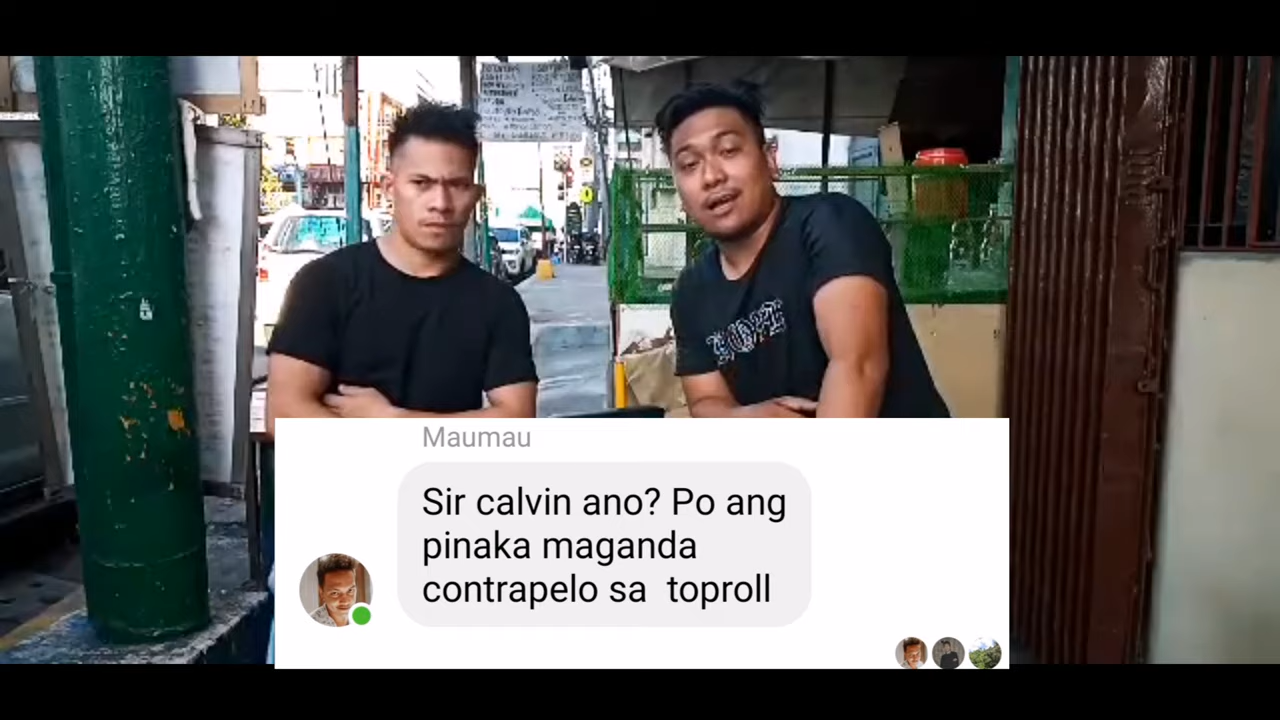 Maumau
Sir calvin ano? Po ang
pinaka maganda
contrapelo sa toproll